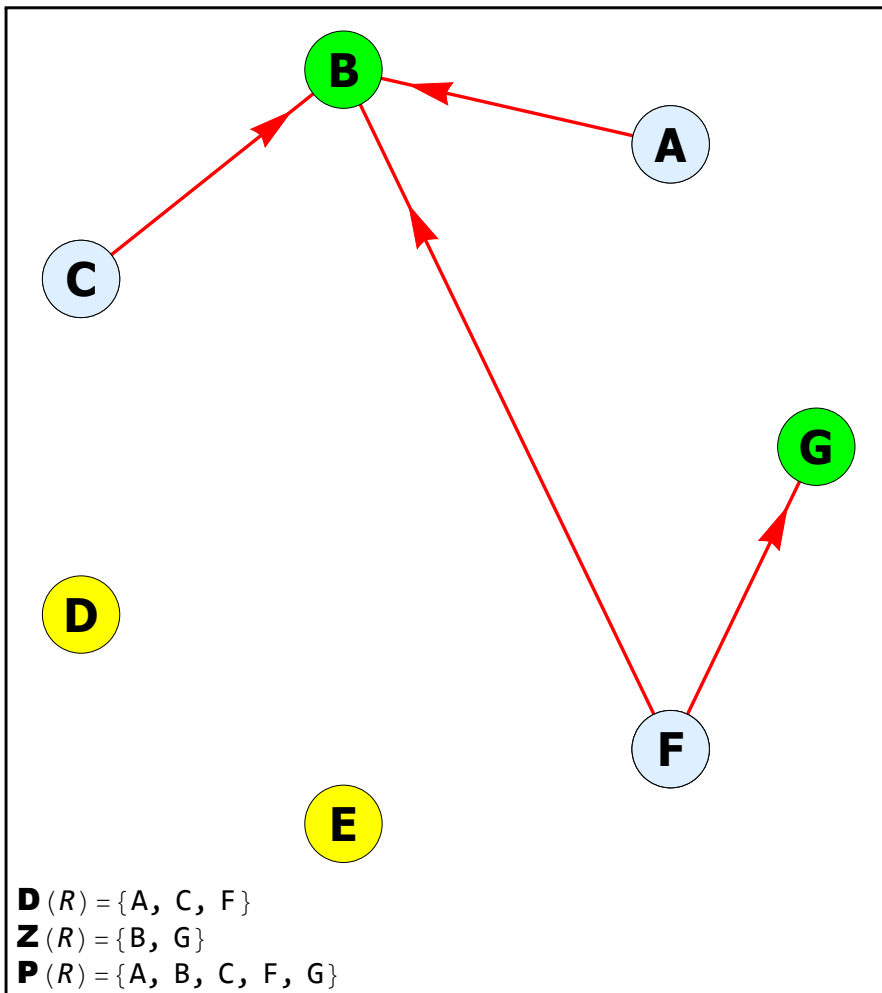 B
A
C
G
D
F
E
D(R)={A, C, F}
Z(R)={B, G}
P(R)={A, B, C, F, G}